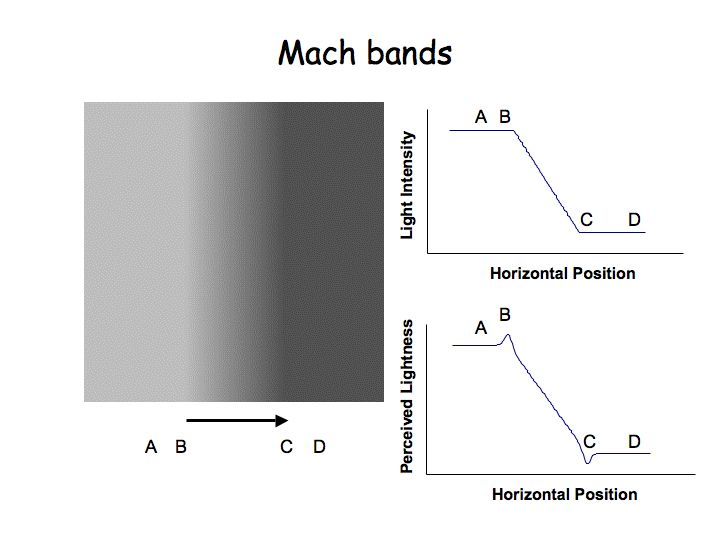 Mach bands
A B
C D
Light Intensity
Horizontal Position
A B
C D
Perceived Lightness
Horizontal Position
A B C D